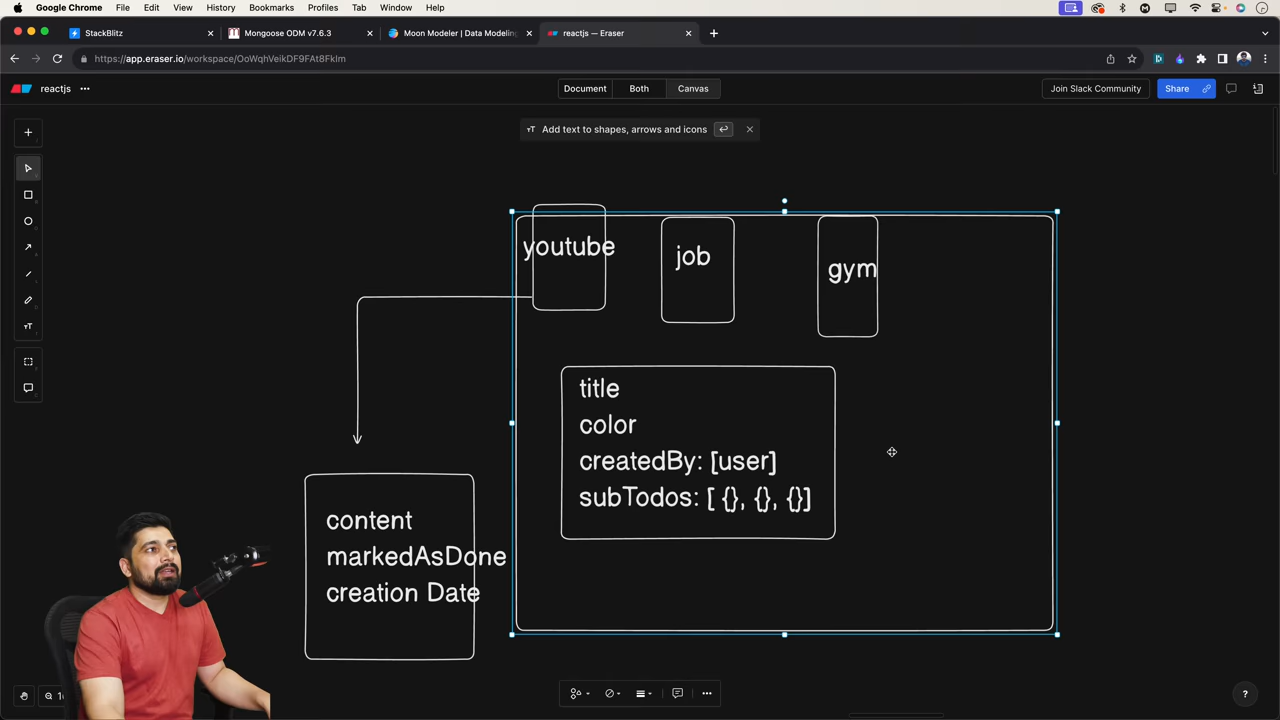 Google Chrome File Edit View History Bookmarks Profiles Tab Window Help
StackBlitz
Mongoose ODM v7.6.3
Moon Modeler | Data Modeling
reactjs — Eraser
https://app.eraser.io/workspace/OoWqhVeikDF9FAt8FkIm
reactjs
Document Both Canvas
Join Slack Community
Share
Add text to shapes, arrows and icons
youtube
job
gym
title
color
createdBy: [user]
subTodos: [ {}, {}, {}]
content
markedAsDone
creation Date